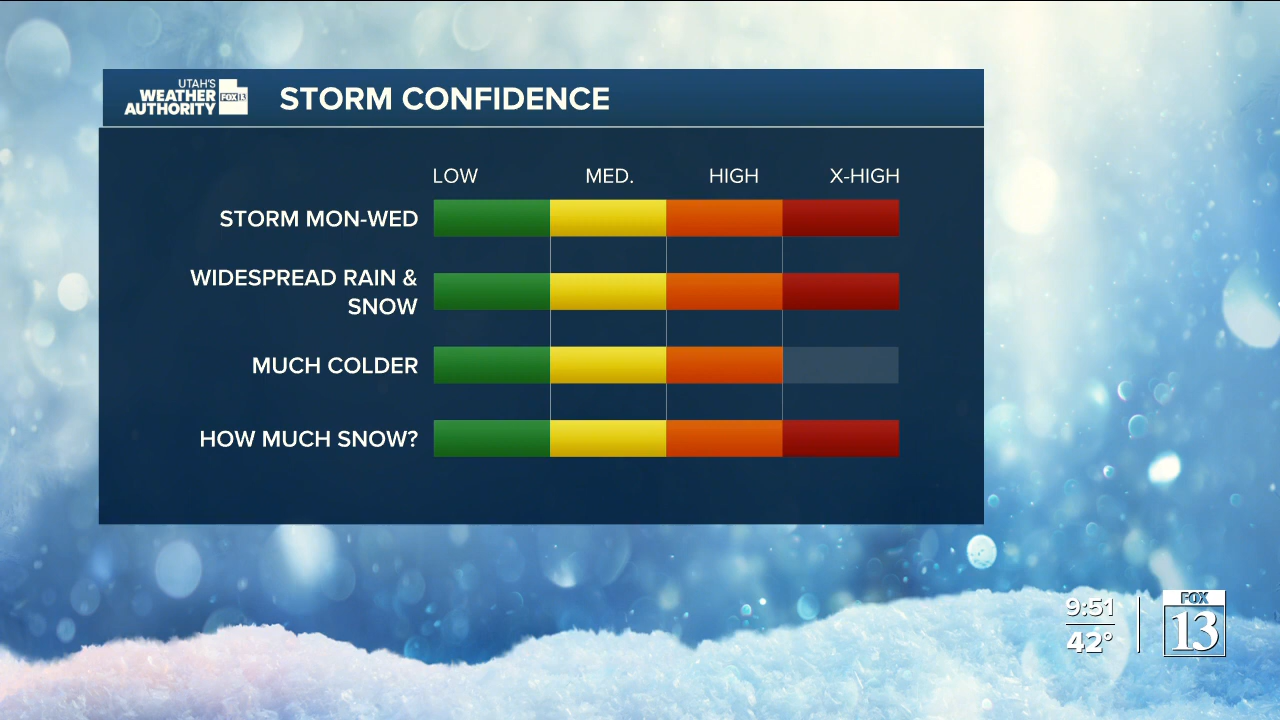 UTAH'S
WEATHER
AUTHORITY
FOX 13
STORM CONFIDENCE
LOW MED. HIGH X-HIGH
STORM MON-WED
WIDESPREAD RAIN &
SNOW
MUCH COLDER
HOW MUCH SNOW?
9:51
42°
FOX
13